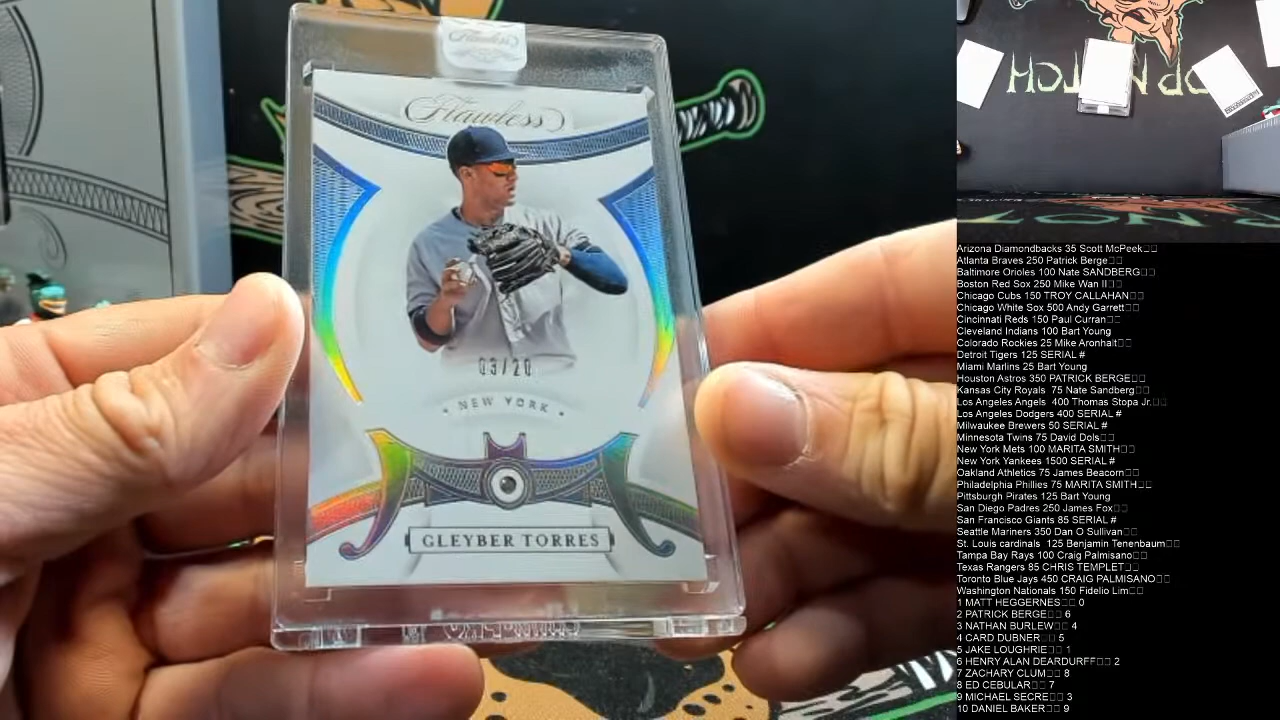 Flawless
Flawless
03/20
NEW YORK
GLEYBER TORRES
Arizona Diamondbacks 35 Scott McPeek
Atlanta Braves 250 Patrick Berge
Baltimore Orioles 100 Nate SANDBERG
Boston Red Sox 250 Mike Wan II
Chicago Cubs 150 TROY CALLAHAN
Chicago White Sox 500 Andy Garrett
Cincinnati Reds 150 Paul Curran
Cleveland Indians 100 Bart Young
Colorado Rockies 25 Mike Aronhalt
Detroit Tigers 125 SERIAL #
Miami Marlins 25 Bart Young
Houston Astros 350 PATRICK BERGE
Kansas City Royals  75 Nate Sandberg
Los Angeles Angels  400 Thomas Stopa Jr.
Los Angeles Dodgers 400 SERIAL #
Milwaukee Brewers 50 SERIAL #
Minnesota Twins 75 David Dols
New York Mets 100 MARITA SMITH
New York Yankees 1500 SERIAL #
Oakland Athletics 75 James Beacorn
Philadelphia Phillies 75 MARITA SMITH
Pittsburgh Pirates 125 Bart Young
San Diego Padres 250 James Fox
San Francisco Giants 85 SERIAL #
Seattle Mariners 350 Dan O Sullivan
St. Louis cardinals  125 Benjamin Tenenbaum
Tampa Bay Rays 100 Craig Palmisano
Texas Rangers 85 CHRIS TEMPLET
Toronto Blue Jays 450 CRAIG PALMISANO
Washington Nationals 150 Fidelio Lim
1 MATT HEGGERNES 0
2 PATRICK BERGE 6
3 NATHAN BURLEW 4
4 CARD DUBNER 5
5 JAKE LOUGHRIE 1
6 HENRY ALAN DEARDURFF 2
7 ZACHARY CLUM 8
8 ED CEBULAR 7
9 MICHAEL SECRE 3
10 DANIEL BAKER 9